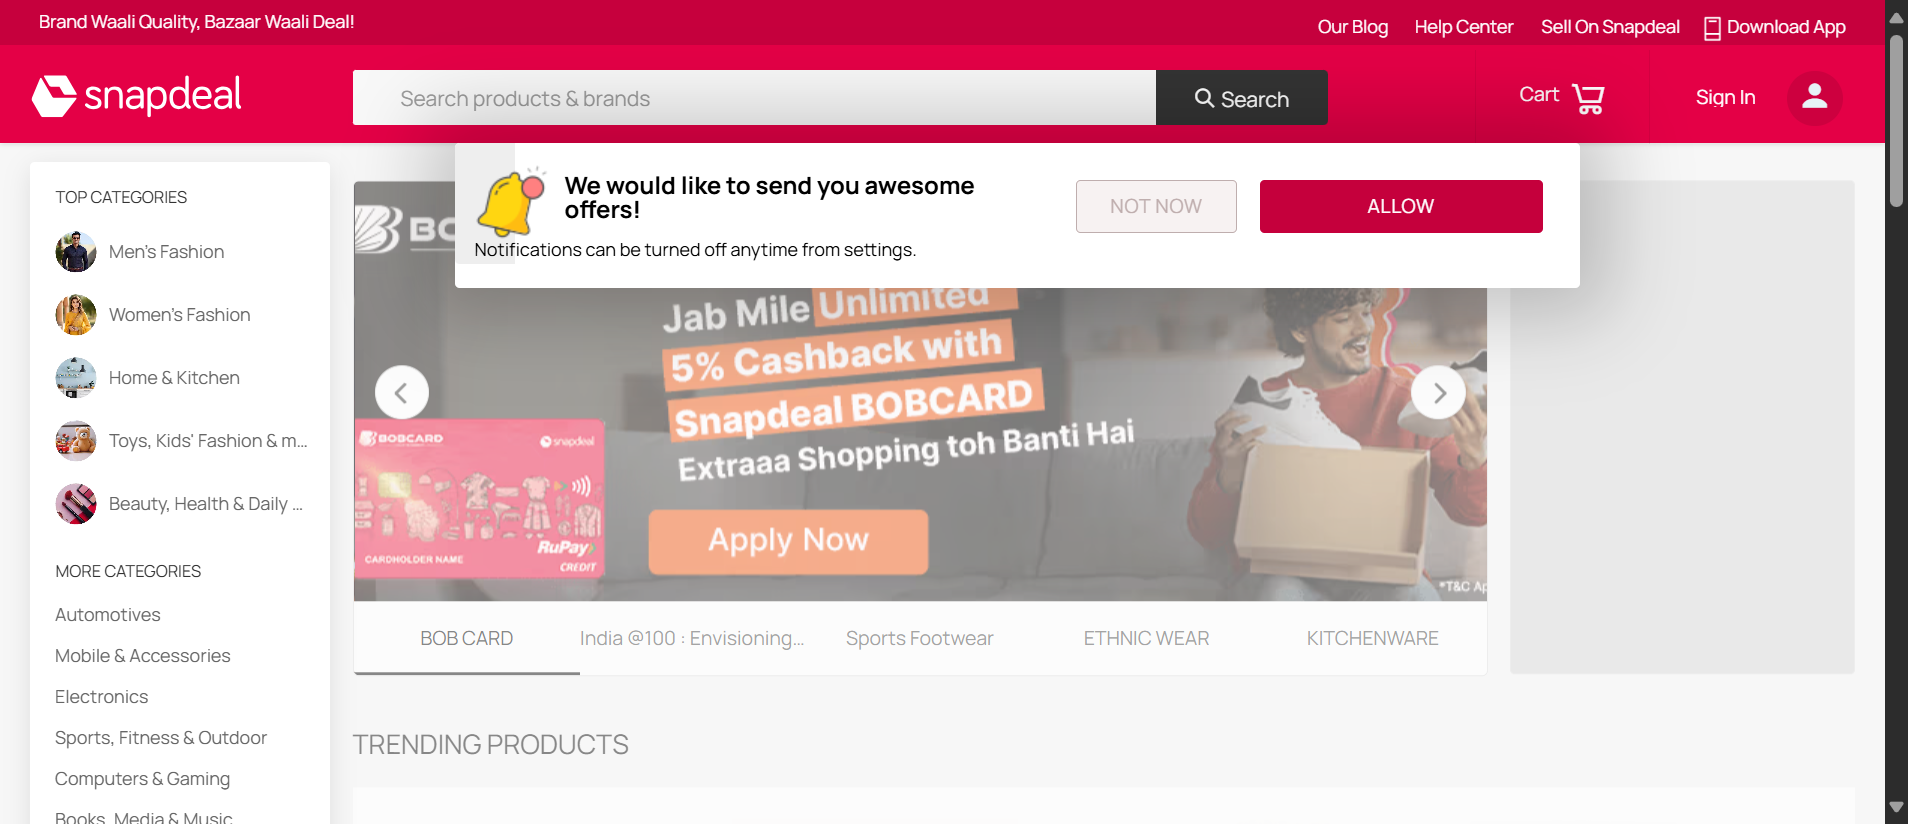 Brand Waali Quality, Bazaar Waali Deal!
Our Blog
Help Center
Sell On Snapdeal
Download App
snapdeal
Search products & brands
Search
Cart
Sign In
We would like to send you awesome
offers!
Notifications can be turned off anytime from settings.
NOT NOW
ALLOW
TOP CATEGORIES
Men's Fashion
Women's Fashion
Home & Kitchen
Toys, Kids' Fashion & m...
Beauty, Health & Daily ...
MORE CATEGORIES
Automotives
Mobile & Accessories
Electronics
Sports, Fitness & Outdoor
Computers & Gaming
Books, Media & Music
Jab Mile Unlimited
5% Cashback with
Snapdeal BOBCARD
Extraaa Shopping toh Banti Hai
Apply Now
BOBCARD
snapdeal
CARDHOLDER NAME
RuPay
CREDIT
*T&C
BOB CARD
India @100 : Envisioning...
Sports Footwear
ETHNIC WEAR
KITCHENWARE
TRENDING PRODUCTS